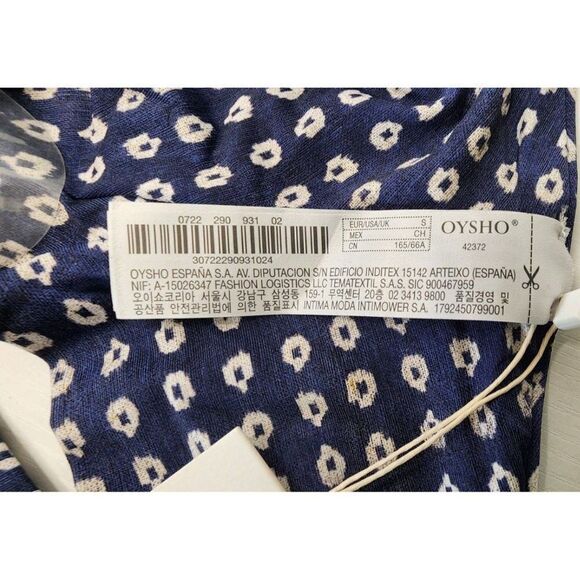 0722 290 931 02
30722290931024
EUR/USA/UK S
MEX CH
CN 165/66A
OYSHO®
42372
OYSHO ESPAÑA S.A. AV. DIPUTACION S/N EDIFICIO INDITEX 15142 ARTEIXO (ESPAÑA)
NIF: A-15026347 FASHION LOGISTICS LLC TEMATEXTIL S.A.S. SIC 900467959
오이쇼코리아 서울시 강남구 삼성동 159-1 무역센터 20층 02 3413 9800 품질경영 및
공산품 안전관리법에 의한 품질표시 INTIMA MODA INTIMOWER S.A. 1792450799001